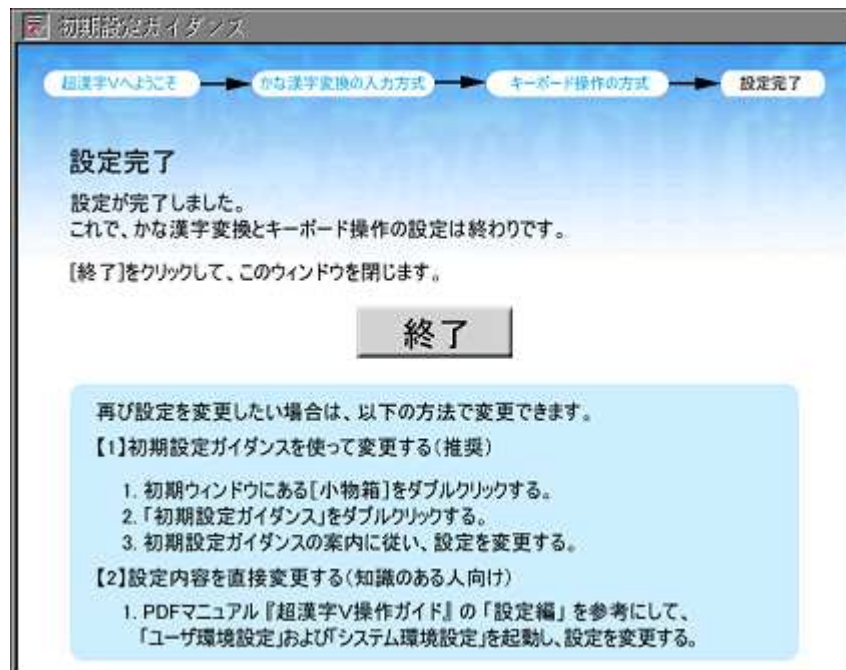 初期設定ガイダンス
超漢字Vへようこそ かな漢字変換の入力方式 キーボード操作の方式 設定完了
設定完了
設定が完了しました。
これで、かな漢字変換とキーボード操作の設定は終わりです。
[終了]をクリックして、このウィンドウを閉じます。
終了
再び設定を変更したい場合は、以下の方法で変更できます。
【1】初期設定ガイダンスを使って変更する(推奨)
1. 初期ウィンドウにある[小物箱]をダブルクリックする。
2.「初期設定ガイダンス」をダブルクリックする。
3. 初期設定ガイダンスの案内に従い、設定を変更する。
【2】設定内容を直接変更する(知識のある人向け)
1. PDFマニュアル『超漢字V操作ガイド』の「設定編」を参考にして、
「ユーザ環境設定」および「システム環境設定」を起動し、設定を変更する。